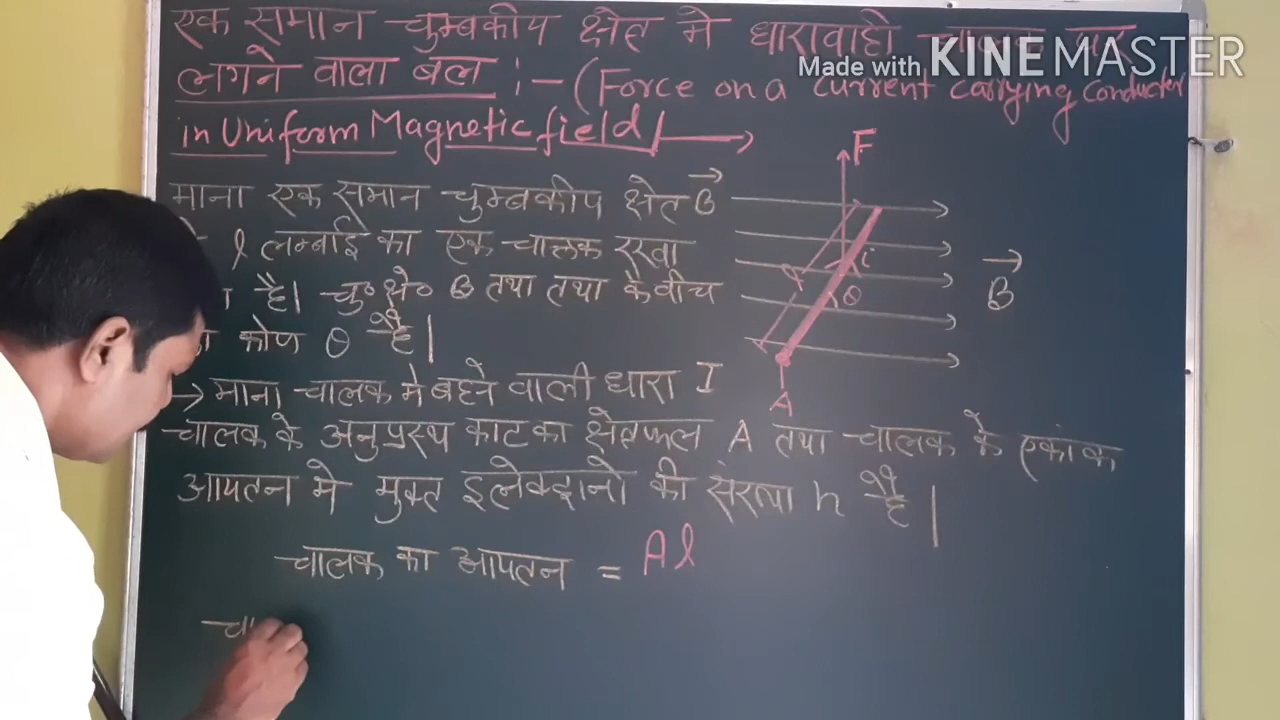 एक समान चुम्बकीय क्षेत्र मे धारावाही चालक पर
Made with KINEMASTER
लगने वाला बल :- (Force on a current carrying Conductor
in Uniform Magnetic field)
F
माना एक समान चुम्बकीय क्षेत्र B
l लम्बाई का एक चालक रखा
i
है। चु॰ क्षे॰ B तथा तथा के बीच
θ
B
कोण θ है।
→ माना चालक मे बहने वाली धारा I
A
चालक के अनुप्रस्थ काट का क्षेत्रफल A तथा चालक के एकांक
आयतन मे मुक्त इलेक्ट्रानो की संख्या n है।
चालक का आयतन = Al
चा